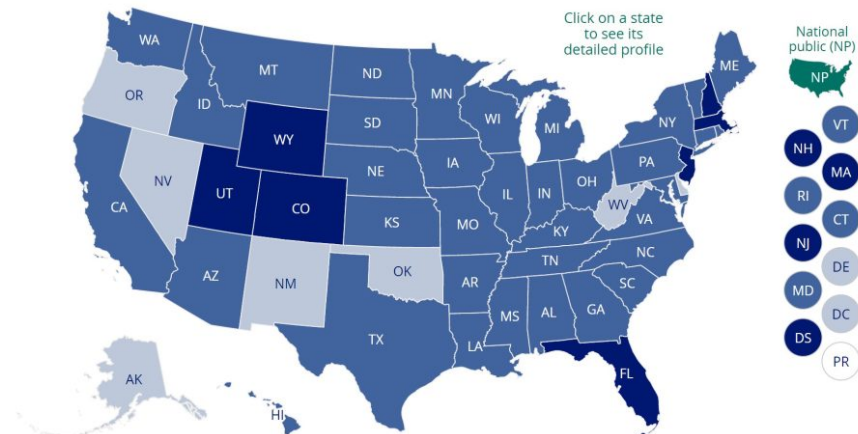 Click on a state
to see its
detailed profile
National
public (NP)
NP
WA
MT
ND
MN
ME
OR
ID
WY
SD
WI
MI
NY
VT
NH
MA
NV
UT
CO
NE
IA
IL
IN
OH
PA
RI
CT
CA
KS
MO
KY
WV
VA
NJ
DE
AZ
NM
OK
AR
TN
NC
SC
MD
DC
TX
LA
MS
AL
GA
DS
PR
AK
HI
FL